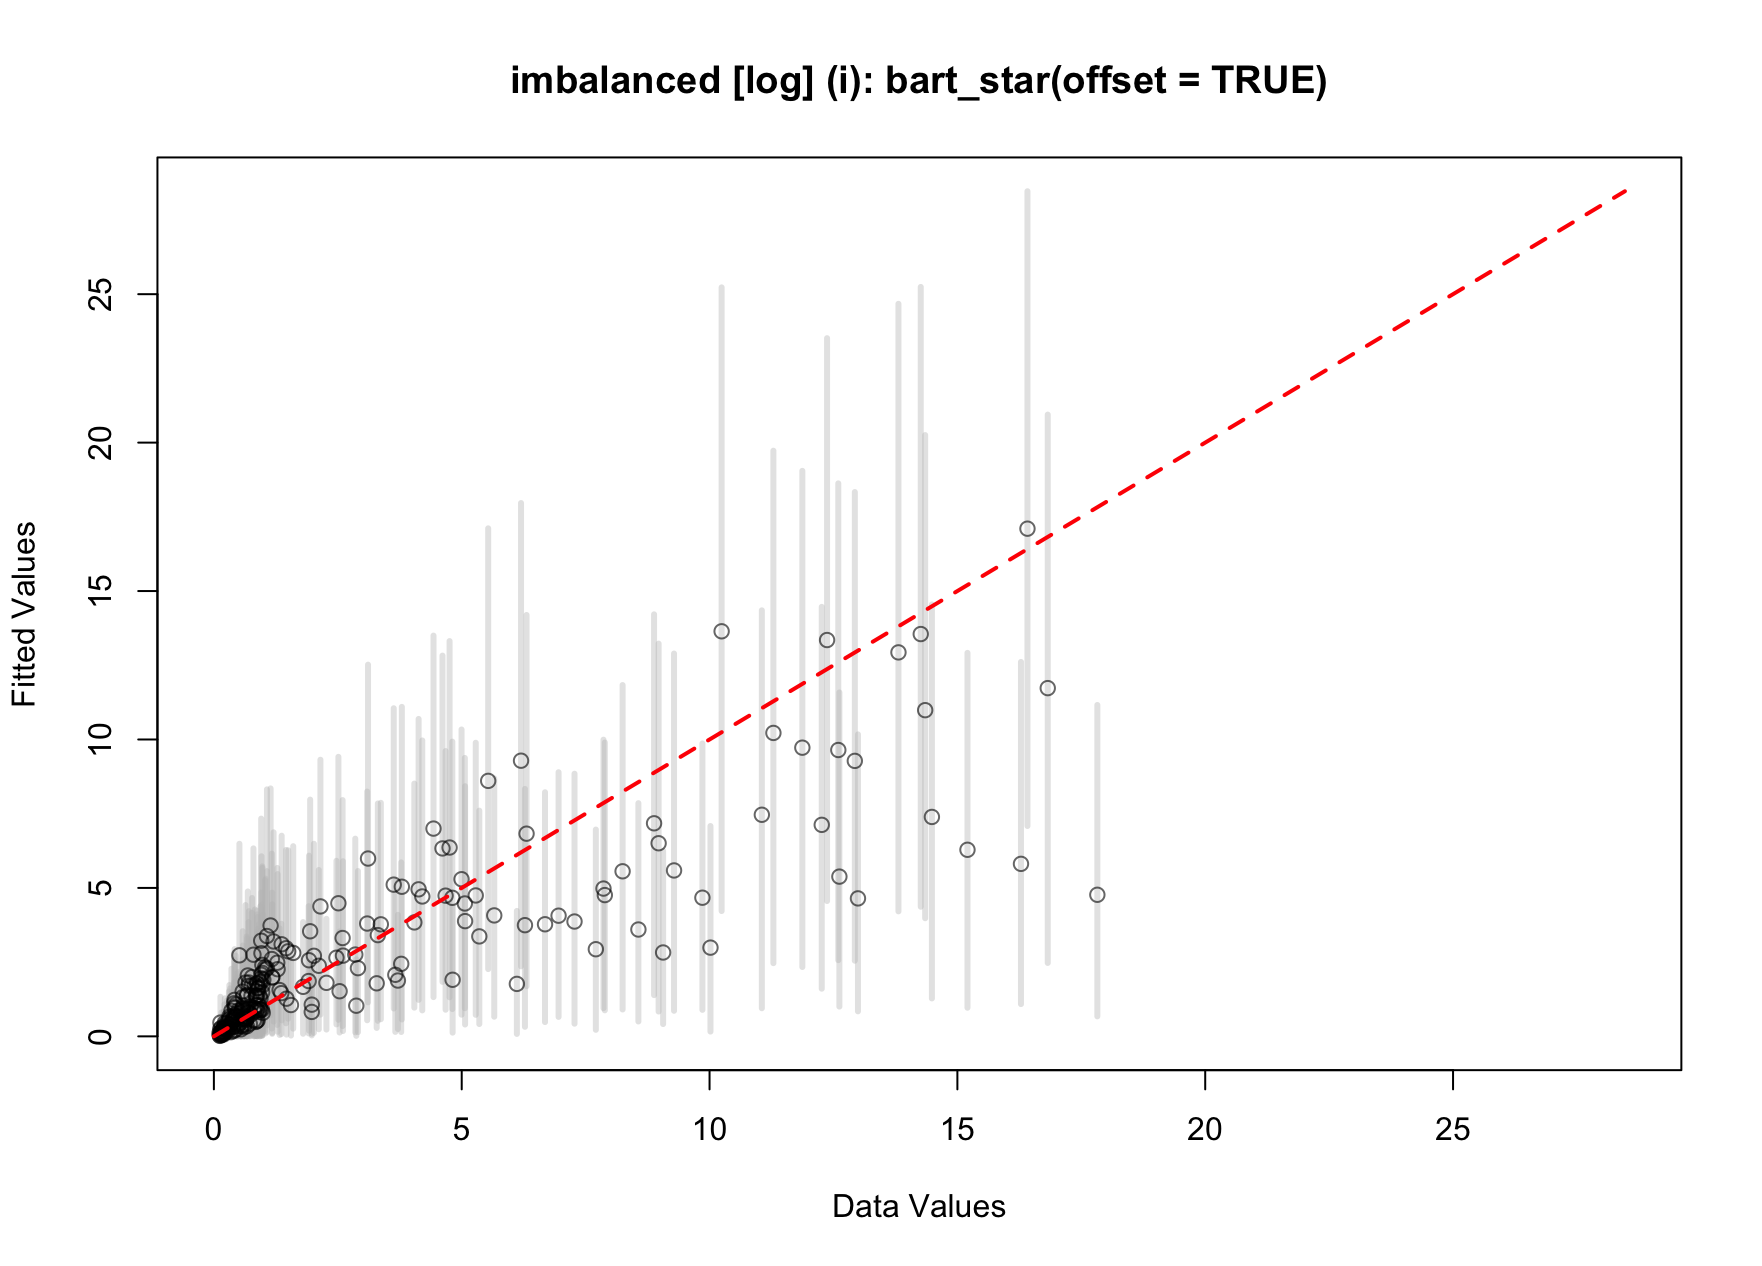 imbalanced [log] (i): bart_star(offset = TRUE)
Fitted Values
25
20
15
10
5
0
0 5 10 15 20 25
Data Values